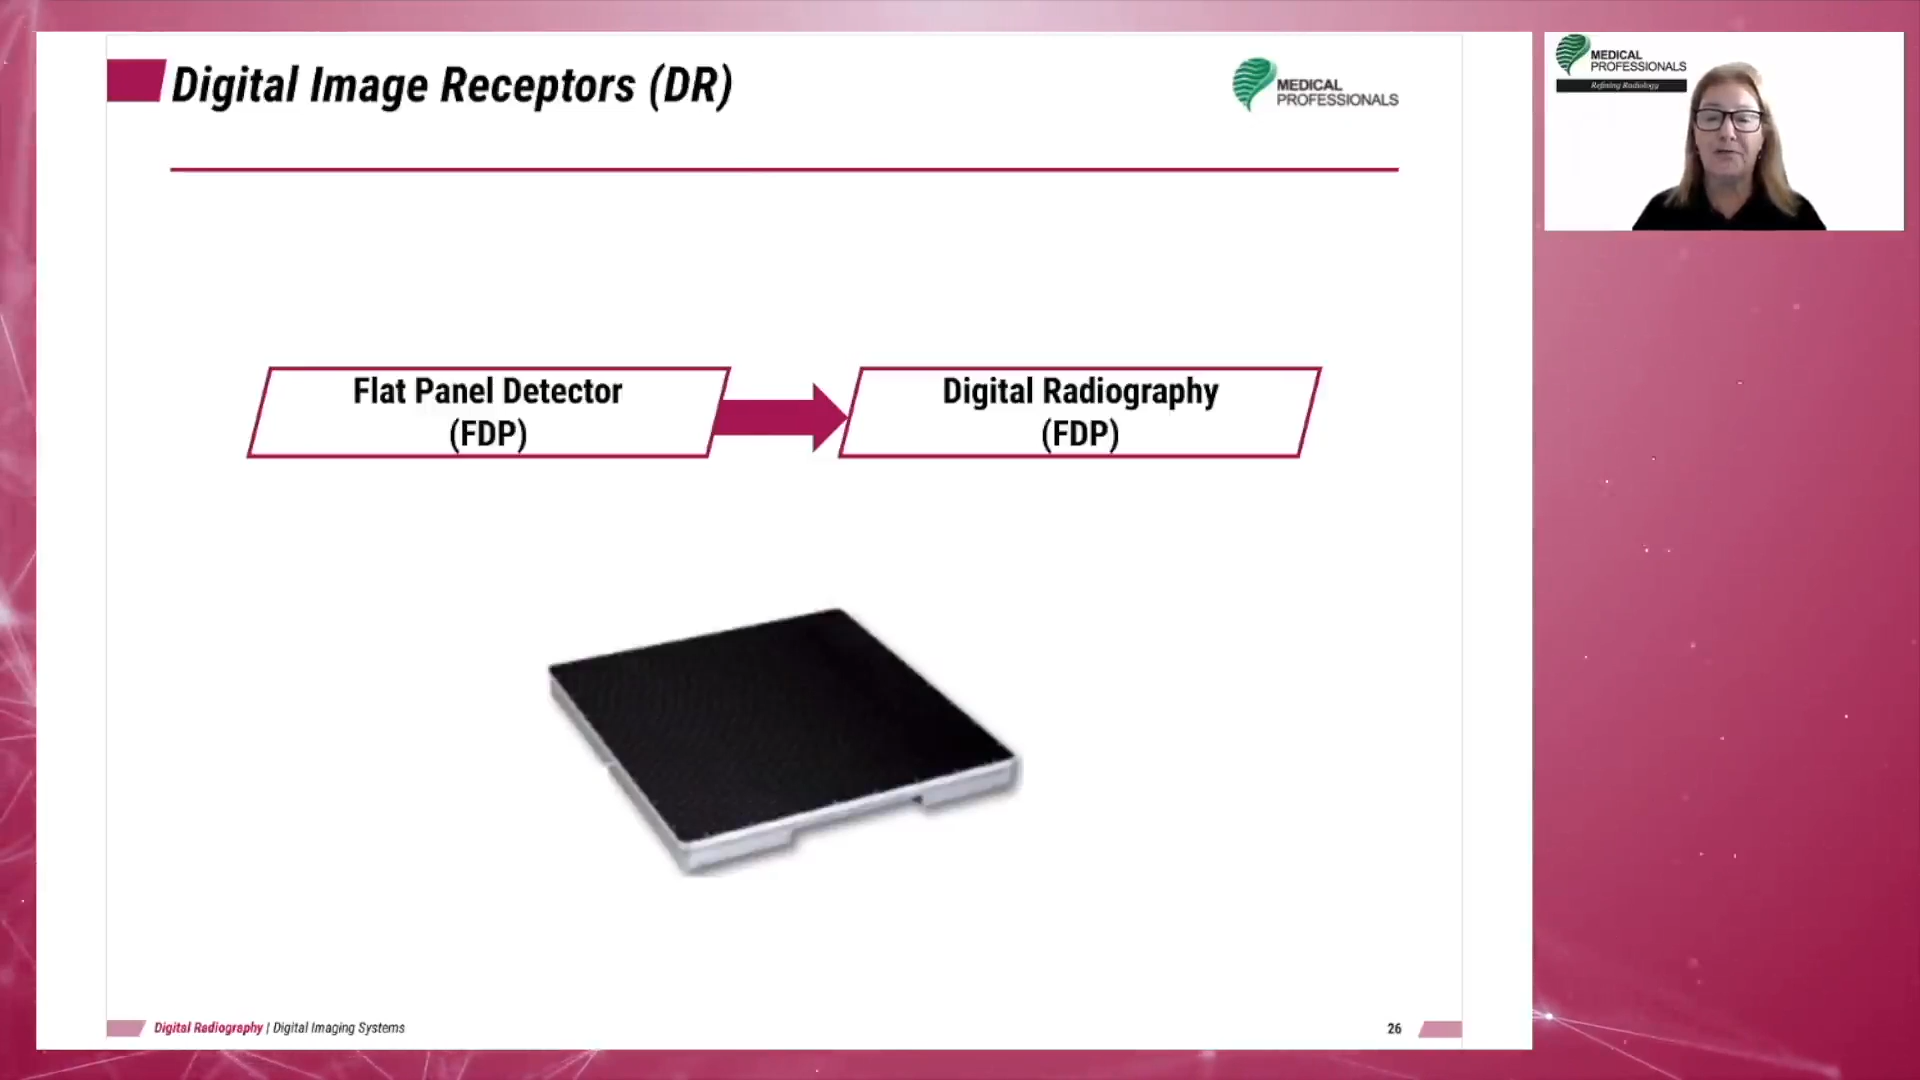 Digital Image Receptors (DR)
MEDICAL
PROFESSIONALS
MEDICAL
PROFESSIONALS
Refining Radiology
Flat Panel Detector
(FDP)
Digital Radiography
(FDP)
Digital Radiography | Digital Imaging Systems
26